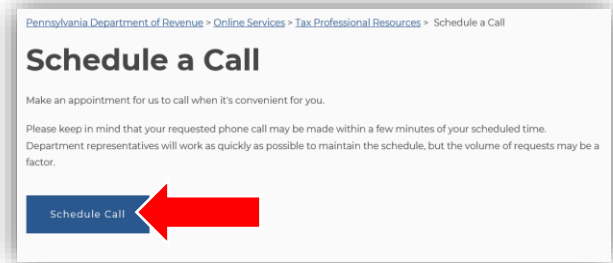 Pennsylvania Department of Revenue > Online Services > Tax Professional Resources > Schedule a Call
Schedule a Call
Make an appointment for us to call when it's convenient for you.
Please keep in mind that your requested phone call may be made within a few minutes of your scheduled time.
Department representatives will work as quickly as possible to maintain the schedule, but the volume of requests may be a
factor.
Schedule Call